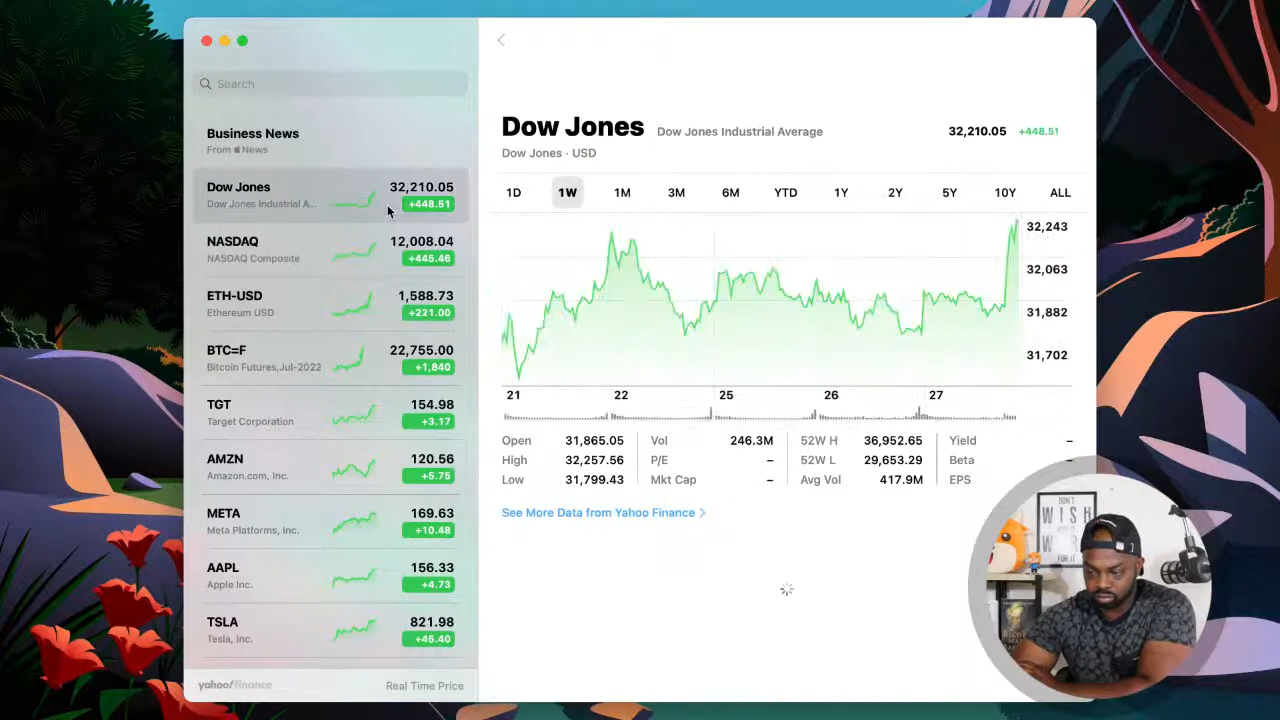 Search
Business News
From News
Dow Jones 32,210.05
Dow Jones Industrial A... +448.51
NASDAQ 12,008.04
NASDAQ Composite +445.46
ETH-USD 1,588.73
Ethereum USD +221.00
BTC=F 22,755.00
Bitcoin Futures,Jul-2022 +1,840
TGT 154.98
Target Corporation +3.17
AMZN 120.56
Amazon.com, Inc. +5.75
META 169.63
Meta Platforms, Inc. +10.48
AAPL 156.33
Apple Inc. +4.73
TSLA 821.98
Tesla, Inc. +46.40
yahoo!finance Real Time Price
Dow Jones Dow Jones Industrial Average 32,210.05 +448.51
Dow Jones · USD
1D 1W 1M 3M 6M YTD 1Y 2Y 5Y 10Y ALL
32,243
32,063
31,882
31,702
21 22 25 26 27
Open 31,865.05 Vol 246.3M 52W H 36,952.65 Yield –
High 32,257.56 P/E – 52W L 29,653.29 Beta –
Low 31,799.43 Mkt Cap – Avg Vol 417.9M EPS
See More Data from Yahoo Finance
DON'T
WISH